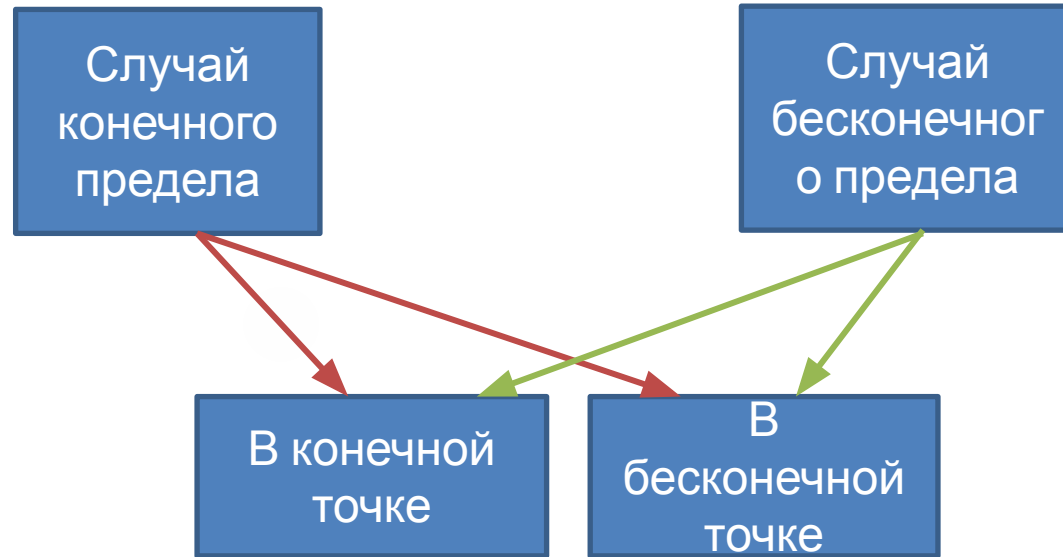 Случай
конечного
предела
Случай
бесконечног
о предела
В конечной
точке
В
бесконечной
точке